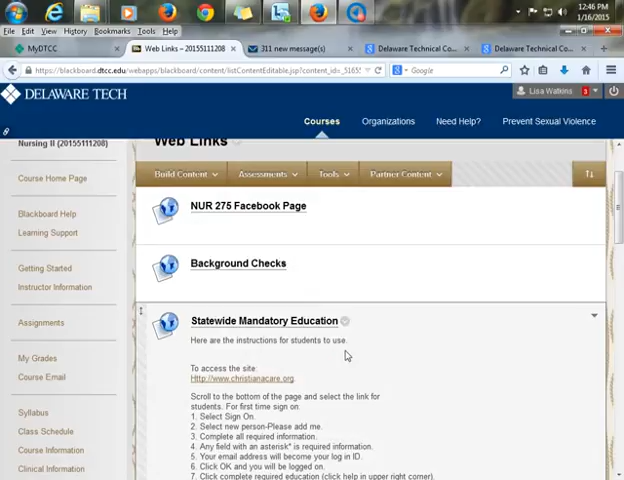 12:46 PM
1/16/2015
File Edit View History Bookmarks Tools Help
MyDTCC
Web Links – 20155111208
311 new message(s)
Delaware Technical Co...
Delaware Technical Co...
https://blackboard.dtcc.edu/webapps/blackboard/content/listContentEditable.jsp?content_id=_5165
Google
DELAWARE TECH
Lisa Watkins 3
Courses
Organizations
Need Help?
Prevent Sexual Violence
Nursing II (20155111208)
Course Home Page
Blackboard Help
Learning Support
Getting Started
Instructor Information
Assignments
My Grades
Course Email
Syllabus
Class Schedule
Course Information
Clinical Information
Web Links
Build Content
Assessments
Tools
Partner Content
NUR 275 Facebook Page
Background Checks
Statewide Mandatory Education
Here are the instructions for students to use.
To access the site:
Http://www.christianacare.org.
Scroll to the bottom of the page and select the link for
students. For first time sign on.
1. Select Sign On.
2. Select new person-Please add me.
3. Complete all required information.
4. Any field with an asterisk* is required information.
5. Your email address will become your log in ID.
6. Click OK and you will be logged on.
7. Click complete required education (click help in upper right corner).